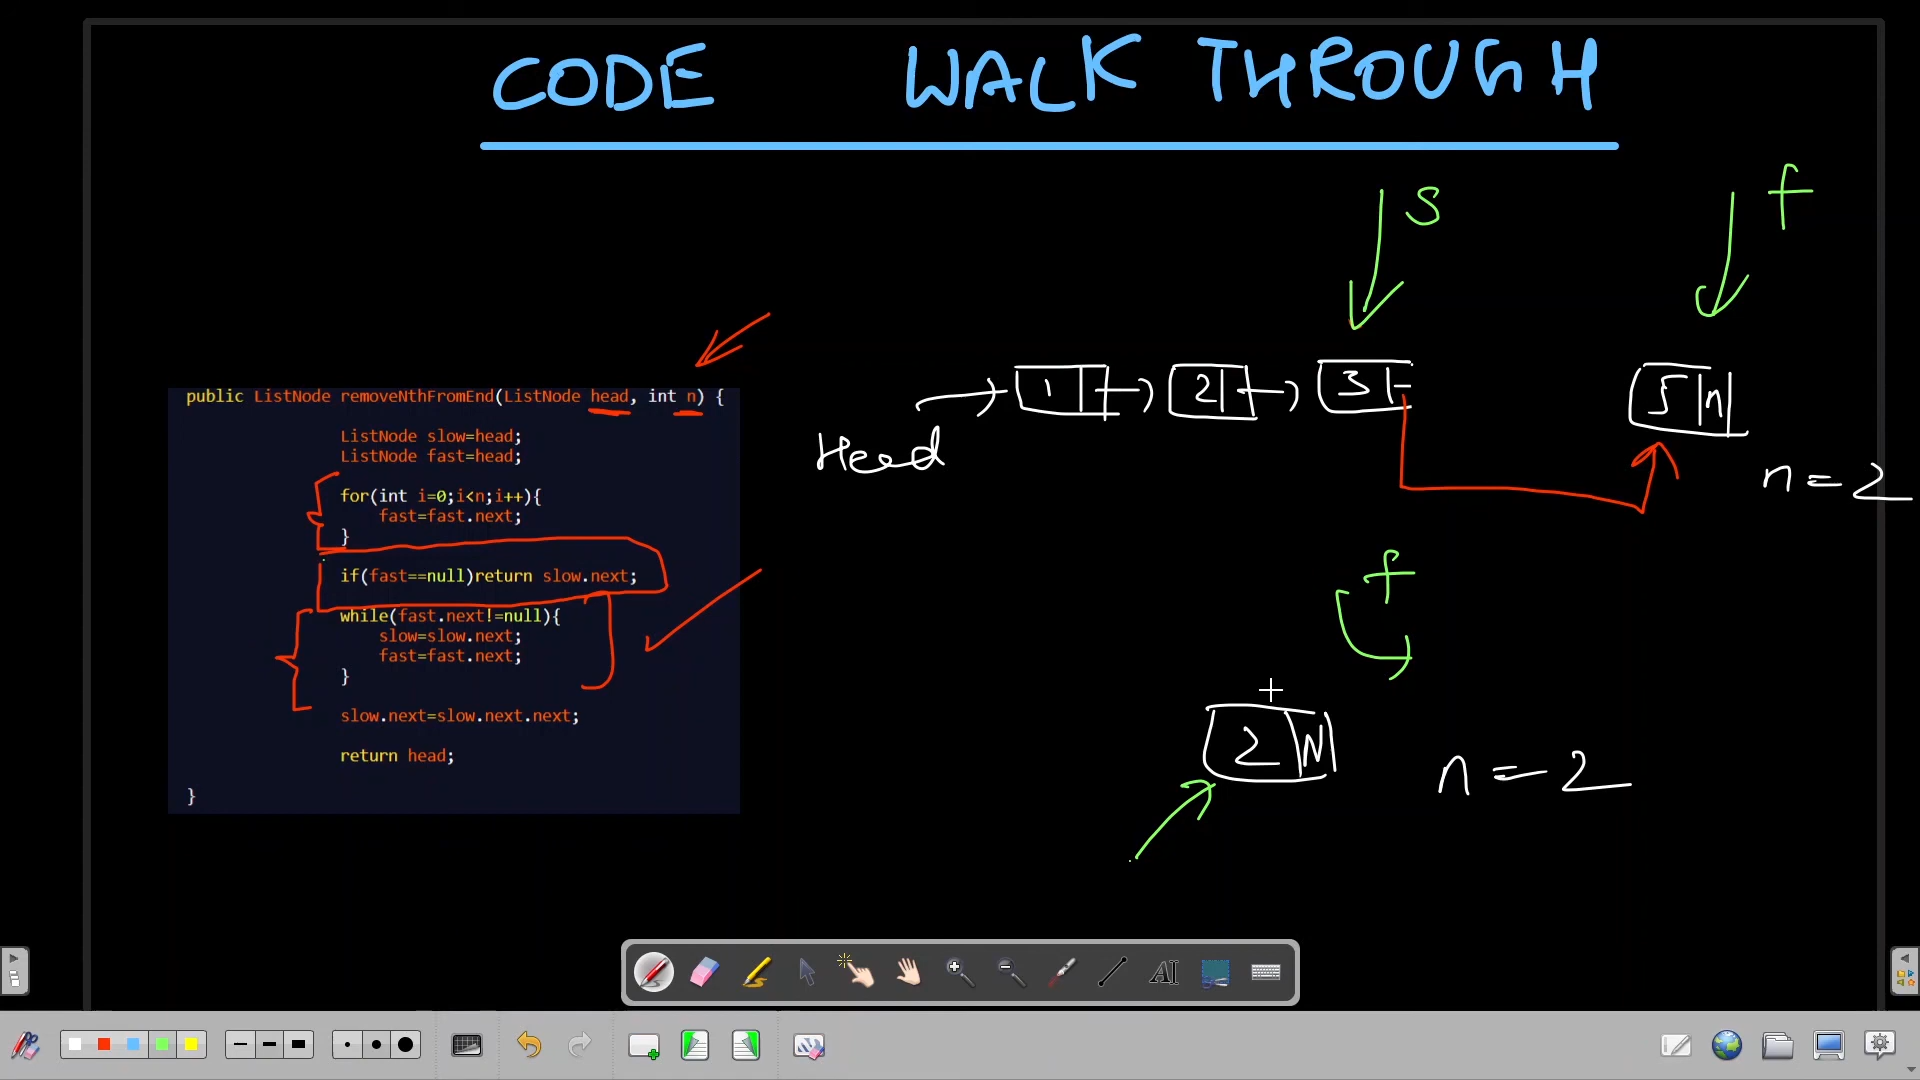 CODE WALK THROUGH
s
f
public ListNode removeNthFromEnd(ListNode head, int n) {
ListNode slow=head;
ListNode fast=head;
for(int i=0;i<n;i++){
fast=fast.next;
}
if(fast==null)return slow.next;
while(fast.next!=null){
slow=slow.next;
fast=fast.next;
}
slow.next=slow.next.next;
return head;
}
Head
1 2 3 5 n
n=2
f
2 N
n=2
AI